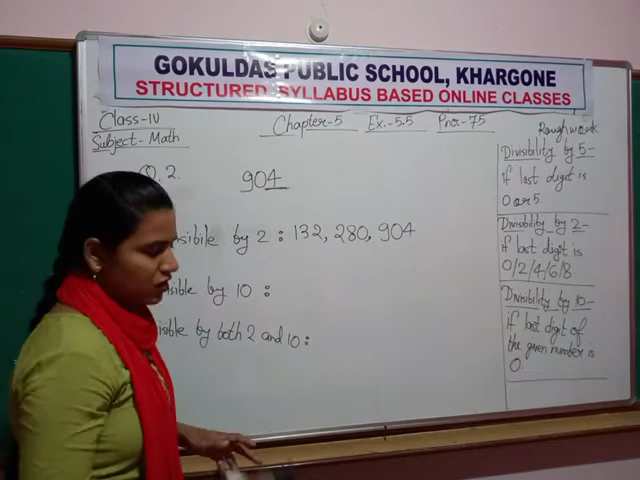 GOKULDAS PUBLIC SCHOOL, KHARGONE
STRUCTURED SYLLABUS BASED ONLINE CLASSES
Class-IV
Chapter-5 Ex.-5.5 Pno.-75
Subject-Math
Q.2.
904
by 2 : 132, 280, 904
by 10 :
by both 2 and 10 :
Rough work
Divisibility by 5-
if last digit is
0 or 5.
Divisibility by 2-
if last digit is
0/2/4/6/8
Divisibility by 10-
if last digit of
the given number is
0.